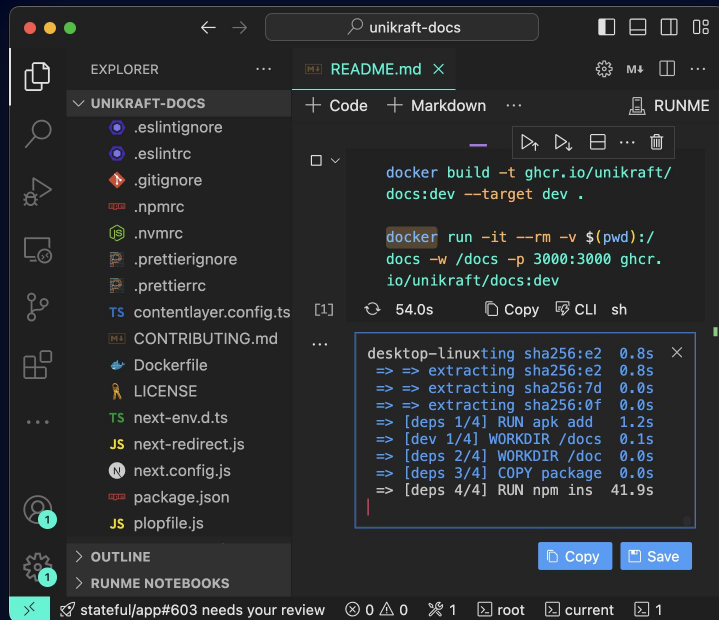 unikraft-docs
EXPLORER
UNIKRAFT-DOCS
.eslintignore
.eslintrc
.gitignore
.npmrc
.nvmrc
.prettierignore
.prettierrc
TS contentlayer.config.ts
M↓ CONTRIBUTING.md
Dockerfile
LICENSE
TS next-env.d.ts
JS next-redirect.js
N next.config.js
package.json
JS plopfile.js
OUTLINE
RUNME NOTEBOOKS
1
1
M↓ README.md
M↓
+ Code + Markdown ...
RUNME
docker build -t ghcr.io/unikraft/
docs:dev --target dev .
docker run -it --rm -v $(pwd):/
docs -w /docs -p 3000:3000 ghcr.
io/unikraft/docs:dev
[1] 54.0s Copy CLI sh
desktop-linuxting sha256:e2 0.8s
=> => extracting sha256:e2 0.8s
=> => extracting sha256:7d 0.0s
=> => extracting sha256:0f 0.0s
=> [deps 1/4] RUN apk add 1.2s
=> [dev 1/4] WORKDIR /docs 0.1s
=> [deps 2/4] WORKDIR /doc 0.0s
=> [deps 3/4] COPY package 0.0s
=> [deps 4/4] RUN npm ins 41.9s
Copy Save
stateful/app#603 needs your review 0 0 1 root current 1